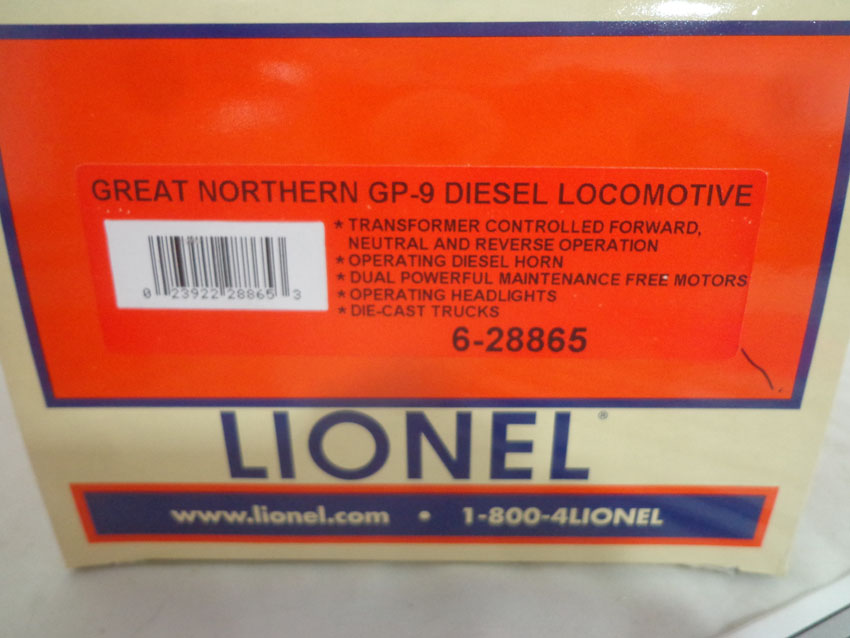 GREAT NORTHERN GP-9 DIESEL LOCOMOTIVE
* TRANSFORMER CONTROLLED FORWARD,
NEUTRAL AND REVERSE OPERATION
* OPERATING DIESEL HORN
* DUAL POWERFUL MAINTENANCE FREE MOTORS
* OPERATING HEADLIGHTS
* DIE-CAST TRUCKS
0 23922 28865 3
6-28865
LIONEL®
www.lionel.com • 1-800-4LIONEL